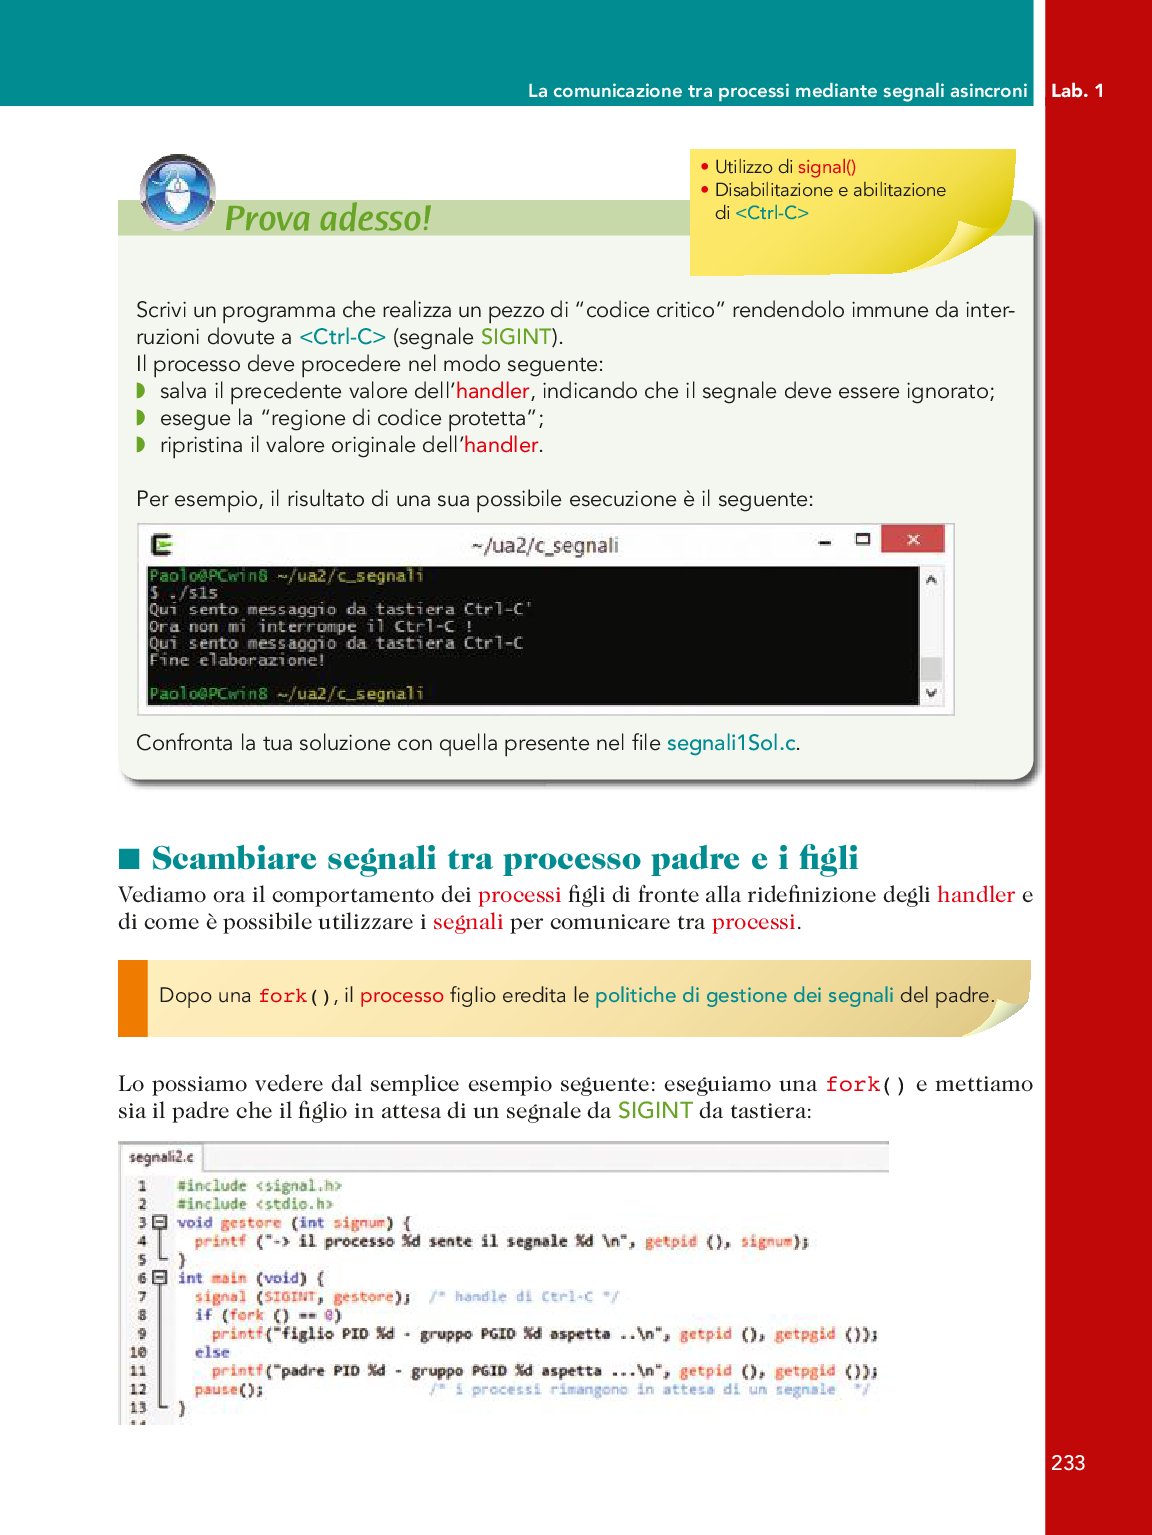 La comunicazione tra processi mediante segnali asincroni Lab. 1
• Utilizzo di signal()
• Disabilitazione e abilitazione
di <Ctrl-C>
Prova adesso!
Scrivi un programma che realizza un pezzo di “codice critico” rendendolo immune da inter-
ruzioni dovute a <Ctrl-C> (segnale SIGINT).
Il processo deve procedere nel modo seguente:
◗ salva il precedente valore dell’handler, indicando che il segnale deve essere ignorato;
◗ esegue la “regione di codice protetta”;
◗ ripristina il valore originale dell’handler.
Per esempio, il risultato di una sua possibile esecuzione è il seguente:
~/ua2/c_segnali
Paolo@PCwin8 ~/ua2/c_segnali
$ ./s1s
Qui sento messaggio da tastiera Ctrl-C'
Ora non mi interrompe il Ctrl-C !
Qui sento messaggio da tastiera Ctrl-C
Fine elaborazione!
Paolo@PCwin8 ~/ua2/c_segnali
Confronta la tua soluzione con quella presente nel file segnali1Sol.c.
■ Scambiare segnali tra processo padre e i figli
Vediamo ora il comportamento dei processi figli di fronte alla ridefinizione degli handler e
di come è possibile utilizzare i segnali per comunicare tra processi.
Dopo una fork(), il processo figlio eredita le politiche di gestione dei segnali del padre.
Lo possiamo vedere dal semplice esempio seguente: eseguiamo una fork() e mettiamo
sia il padre che il figlio in attesa di un segnale da SIGINT da tastiera:
segnali2.c
1 #include <signal.h>
2 #include <stdio.h>
3 void gestore (int signum) {
4 printf ("-> il processo %d sente il segnale %d \n", getpid (), signum);
5 }
6 int main (void) {
7 signal (SIGINT, gestore); /* handle di Ctrl-C */
8 if (fork () == 0)
9 printf("figlio PID %d - gruppo PGID %d aspetta ..\n", getpid (), getpgid ());
10 else
11 printf("padre PID %d - gruppo PGID %d aspetta ...\n", getpid (), getpgid ());
12 pause(); /* i processi rimangono in attesa di un segnale */
13 }
233